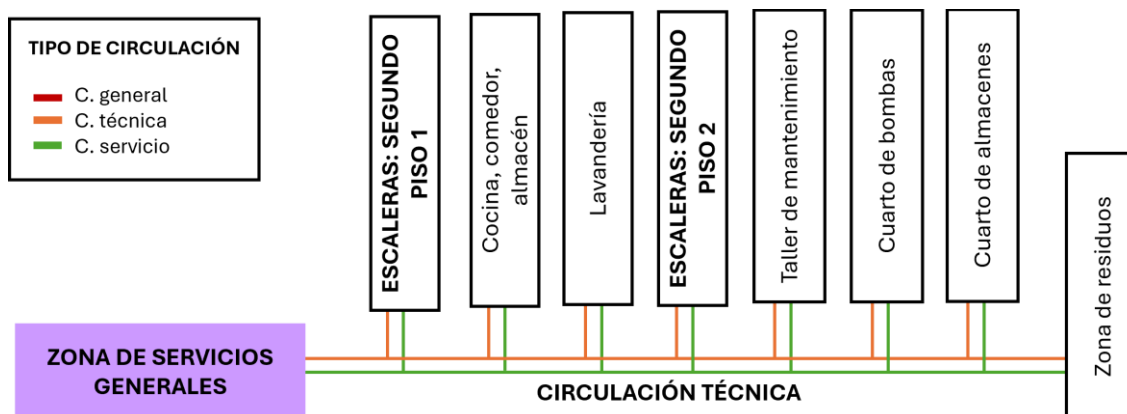 TIPO DE CIRCULACIÓN
C. general
C. técnica
C. servicio
ESCALERAS: SEGUNDO
PISO 1
Cocina, comedor,
almacén
Lavandería
ESCALERAS: SEGUNDO
PISO 2
Taller de mantenimiento
Cuarto de bombas
Cuarto de almacenes
Zona de residuos
ZONA DE SERVICIOS
GENERALES
CIRCULACIÓN TÉCNICA